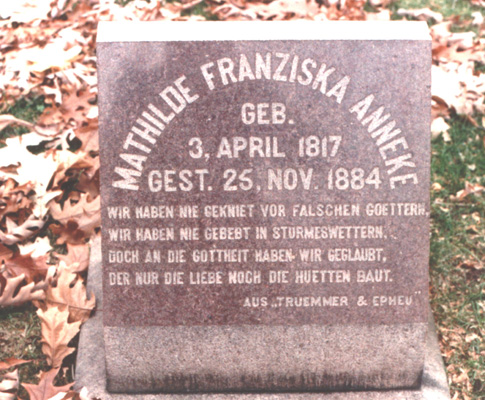 MATHILDE FRANZISKA ANNEKE
GEB.
3, APRIL 1817
GEST. 25, NOV. 1884
WIR HABEN NIE GEKNIET VOR FALSCHEN GOETTERN,
WIR HABEN NIE GEBEBT IN STURMESWETTERN,
DOCH AN DIE GOTTHEIT HABEN WIR GEGLAUBT,
DER NUR DIE LIEBE NOCH DIE HUETTEN BAUT.
AUS „TRUEMMER & EPHEU"